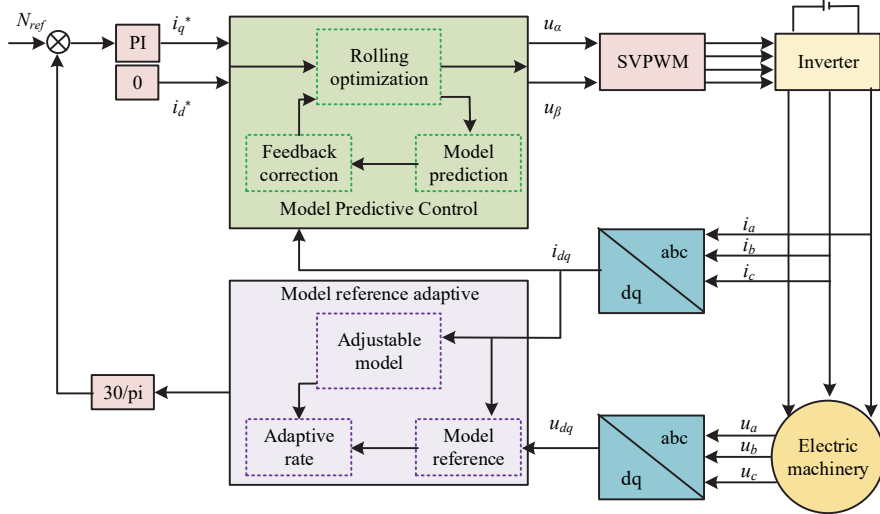 N_ref
PI
0
i_q*
i_d*
Rolling
optimization
Feedback
correction
Model
prediction
Model Predictive Control
u_α
u_β
SVPWM
Inverter
i_dq
abc
dq
i_a
i_b
i_c
Model reference adaptive
Adjustable
model
Adaptive
rate
Model
reference
30/pi
u_dq
abc
dq
u_a
u_b
u_c
Electric
machinery